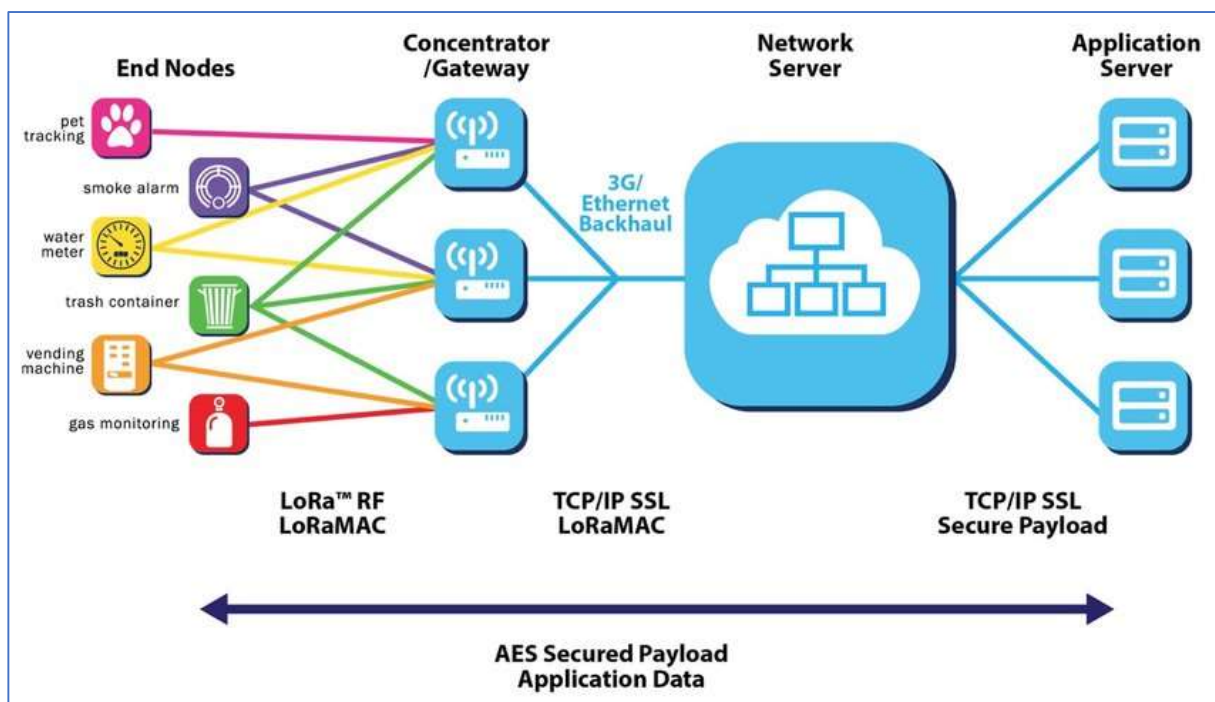 End Nodes
Concentrator
/Gateway
Network
Server
Application
Server
pet
tracking
smoke alarm
water
meter
trash container
vending
machine
gas monitoring
3G/
Ethernet
Backhaul
LoRa™ RF
LoRaMAC
TCP/IP SSL
LoRaMAC
TCP/IP SSL
Secure Payload
AES Secured Payload
Application Data